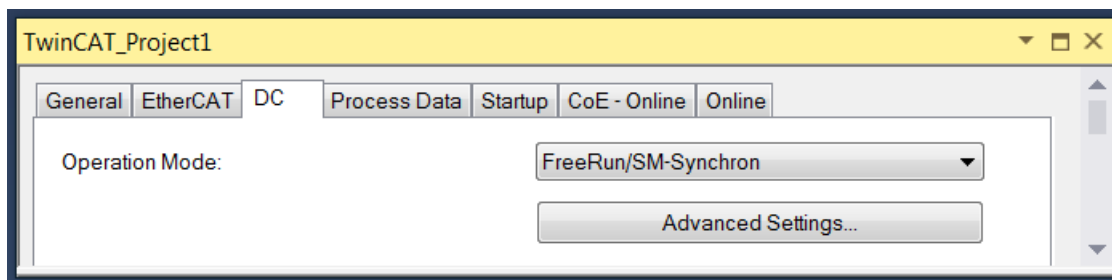 TwinCAT_Project1
General EtherCAT DC Process Data Startup CoE - Online Online
Operation Mode: FreeRun/SM-Synchron
Advanced Settings...